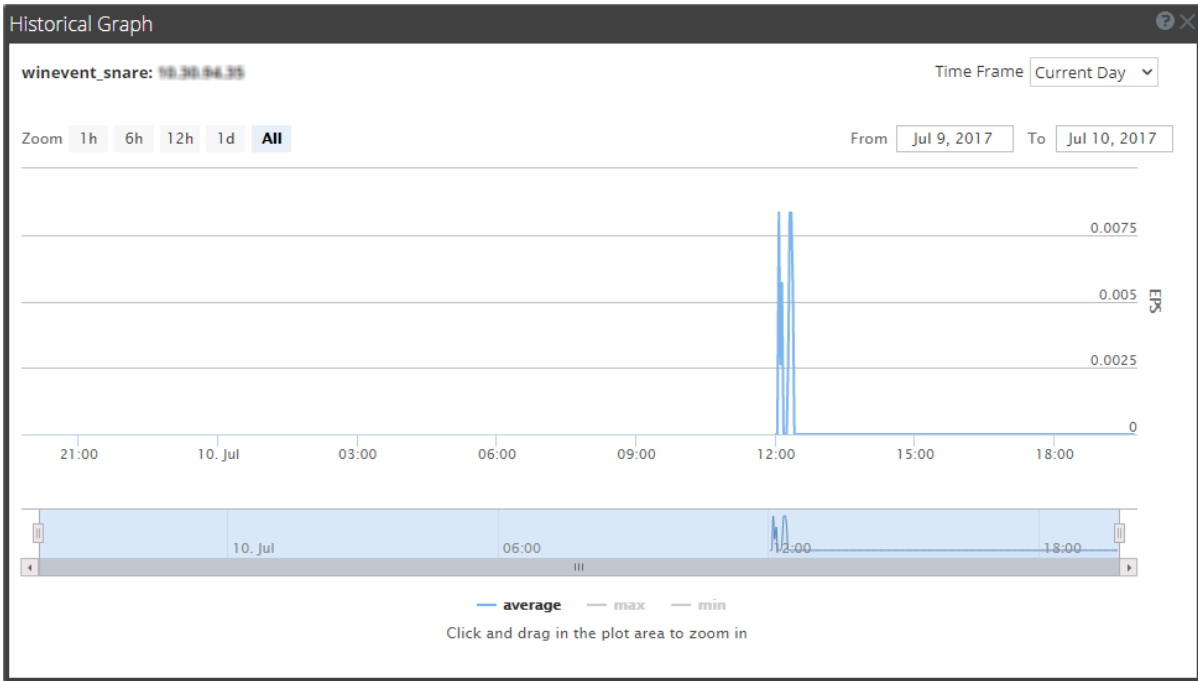 Historical Graph
winevent_snare:
Time Frame Current Day
Zoom 1h 6h 12h 1d All
From Jul 9, 2017 To Jul 10, 2017
0.0075
0.005
EPS
0.0025
0
21:00 10. Jul 03:00 06:00 09:00 12:00 15:00 18:00
10. Jul 06:00 12:00 18:00
average max min
Click and drag in the plot area to zoom in